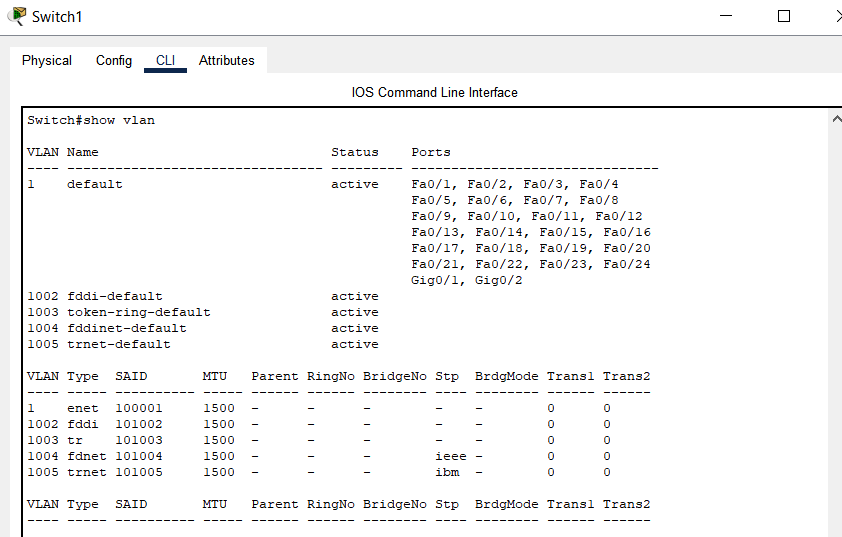 Switch1
Physical Config CLI Attributes
IOS Command Line Interface
Switch#show vlan
VLAN Name                             Status    Ports
---- -------------------------------- --------- -------------------------------
1    default                          active    Fa0/1, Fa0/2, Fa0/3, Fa0/4
                                                Fa0/5, Fa0/6, Fa0/7, Fa0/8
                                                Fa0/9, Fa0/10, Fa0/11, Fa0/12
                                                Fa0/13, Fa0/14, Fa0/15, Fa0/16
                                                Fa0/17, Fa0/18, Fa0/19, Fa0/20
                                                Fa0/21, Fa0/22, Fa0/23, Fa0/24
                                                Gig0/1, Gig0/2
1002 fddi-default                     active
1003 token-ring-default               active
1004 fddinet-default                  active
1005 trnet-default                    active
VLAN Type  SAID       MTU   Parent RingNo BridgeNo Stp  BrdgMode Trans1 Trans2
---- ----- ---------- ----- ------ ------ -------- ---- -------- ------ ------
1    enet  100001     1500  -      -      -        -    -        0      0
1002 fddi  101002     1500  -      -      -        -    -        0      0
1003 tr    101003     1500  -      -      -        -    -        0      0
1004 fdnet 101004     1500  -      -      -        ieee -        0      0
1005 trnet 101005     1500  -      -      -        ibm  -        0      0
VLAN Type  SAID       MTU   Parent RingNo BridgeNo Stp  BrdgMode Trans1 Trans2
---- ----- ---------- ----- ------ ------ -------- ---- -------- ------ ------